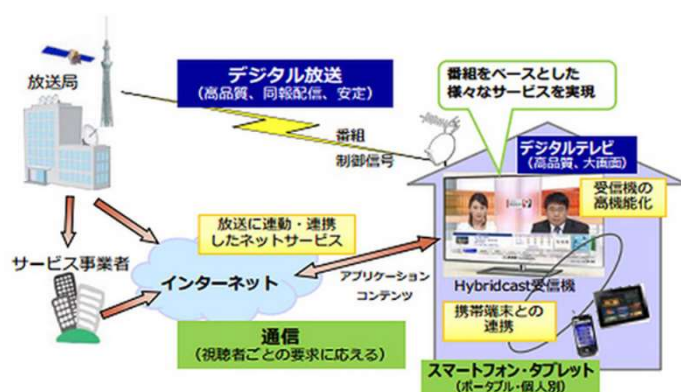 放送局
デジタル放送
(高品質、同報配信、安定)
番組
制御信号
番組をベースとした
様々なサービスを実現
デジタルテレビ
(高品質、大画面)
受信機の
高機能化
放送に連動・連携
したネットサービス
サービス事業者
インターネット
アプリケーション
コンテンツ
Hybridcast受信機
携帯端末との
連携
通信
(視聴者ごとの要求に応える)
スマートフォン・タブレット
(ポータブル・個人別)